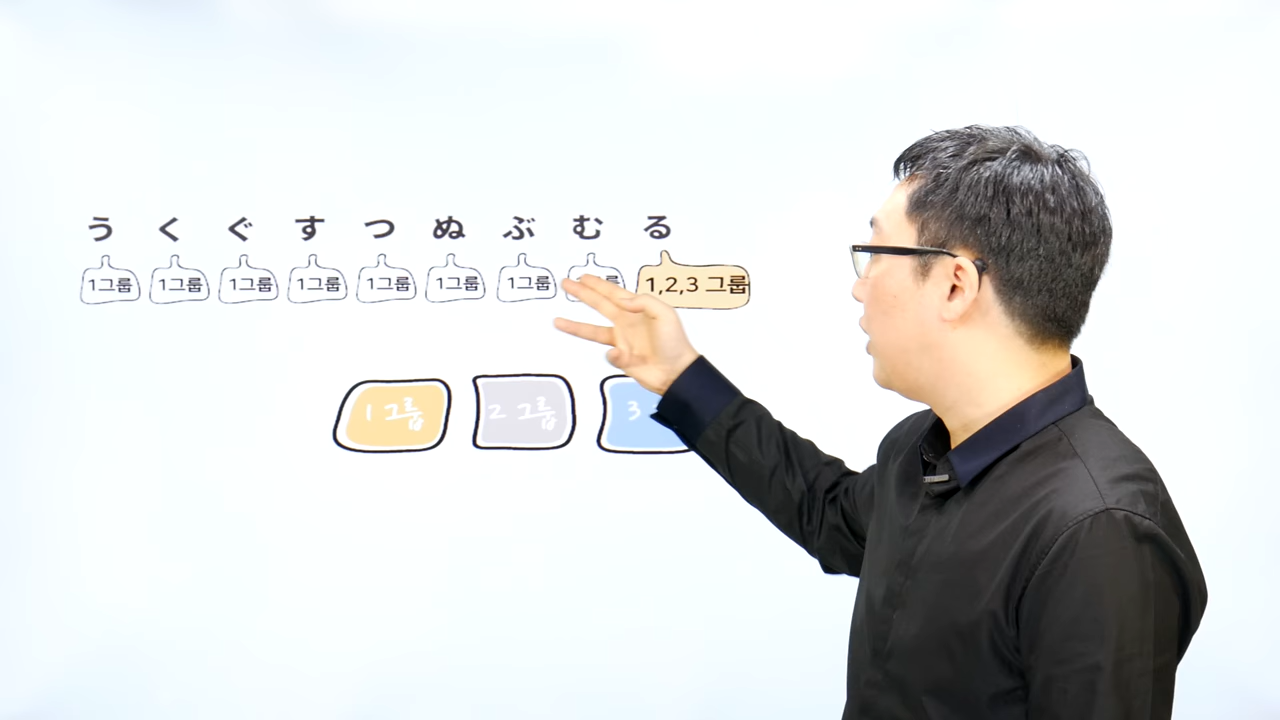 う く ぐ す つ ぬ ぶ む る
1그룹 1그룹 1그룹 1그룹 1그룹 1그룹 1그룹 1,2,3 그룹
1 그룹 2 그룹 3